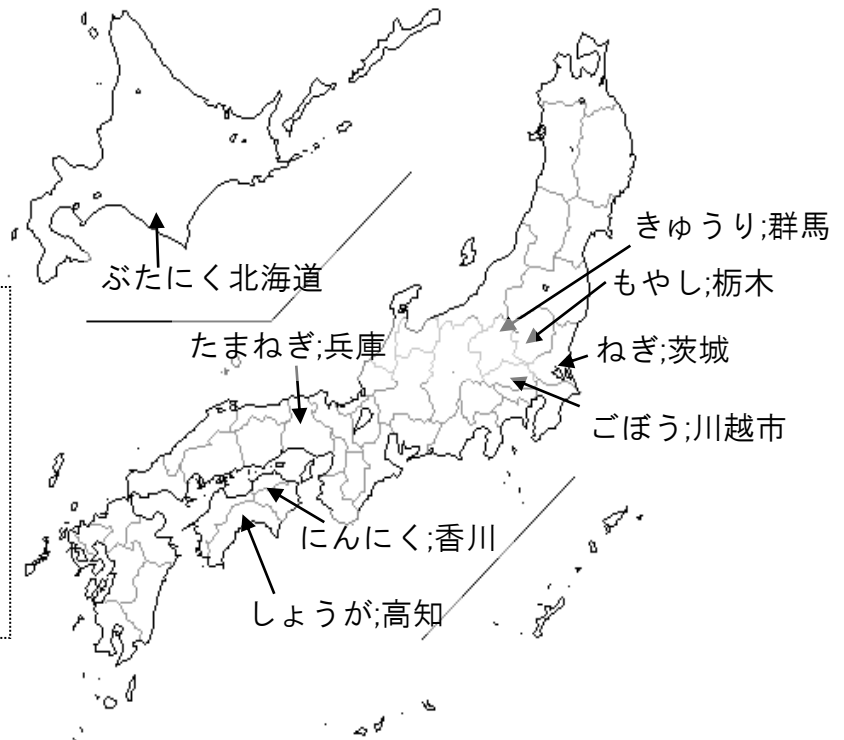 きゅうり;群馬
ぶたにく北海道
もやし;栃木
たまねぎ;兵庫
ねぎ;茨城
ごぼう;川越市
にんにく;香川
しょうが;高知